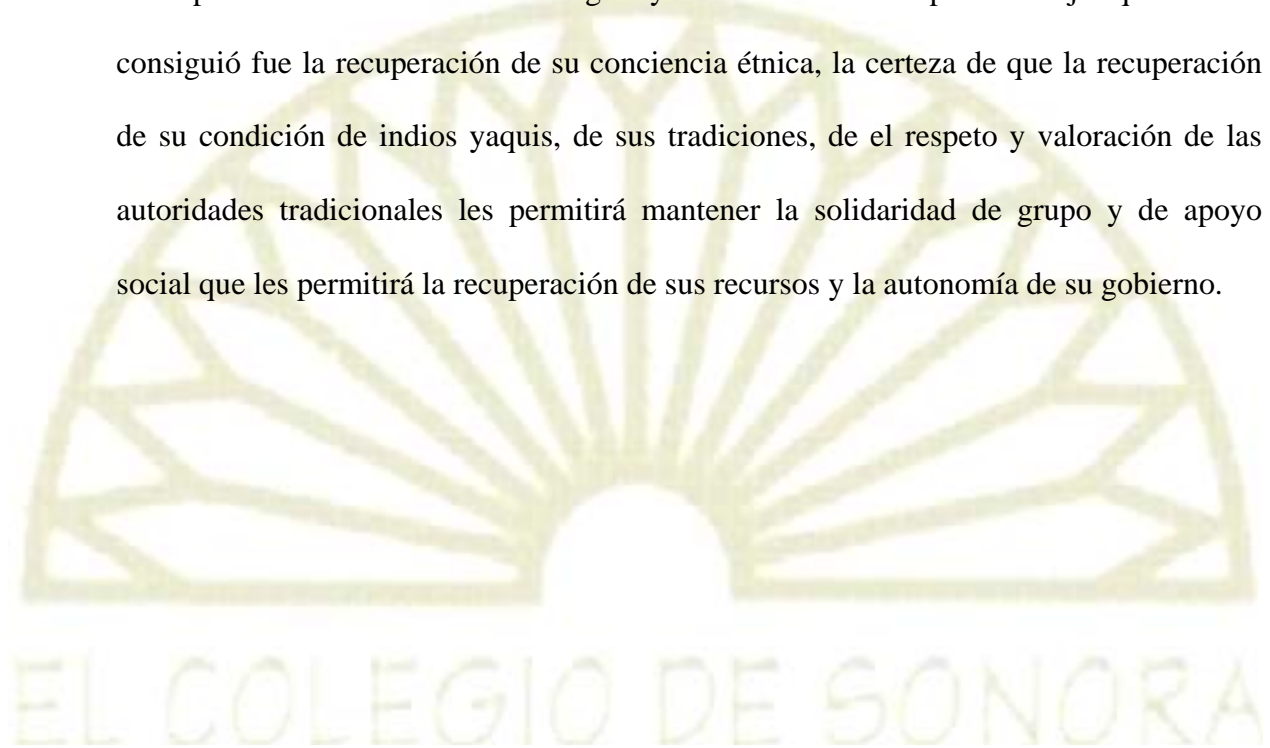 consiguió fue la recuperación de su conciencia étnica, la certeza de que la recuperación
de su condición de indios yaquis, de sus tradiciones, de el respeto y valoración de las
autoridades tradicionales les permitirá mantener la solidaridad de grupo y de apoyo
social que les permitirá la recuperación de sus recursos y la autonomía de su gobierno.
EL COLEGIO DE SONORA